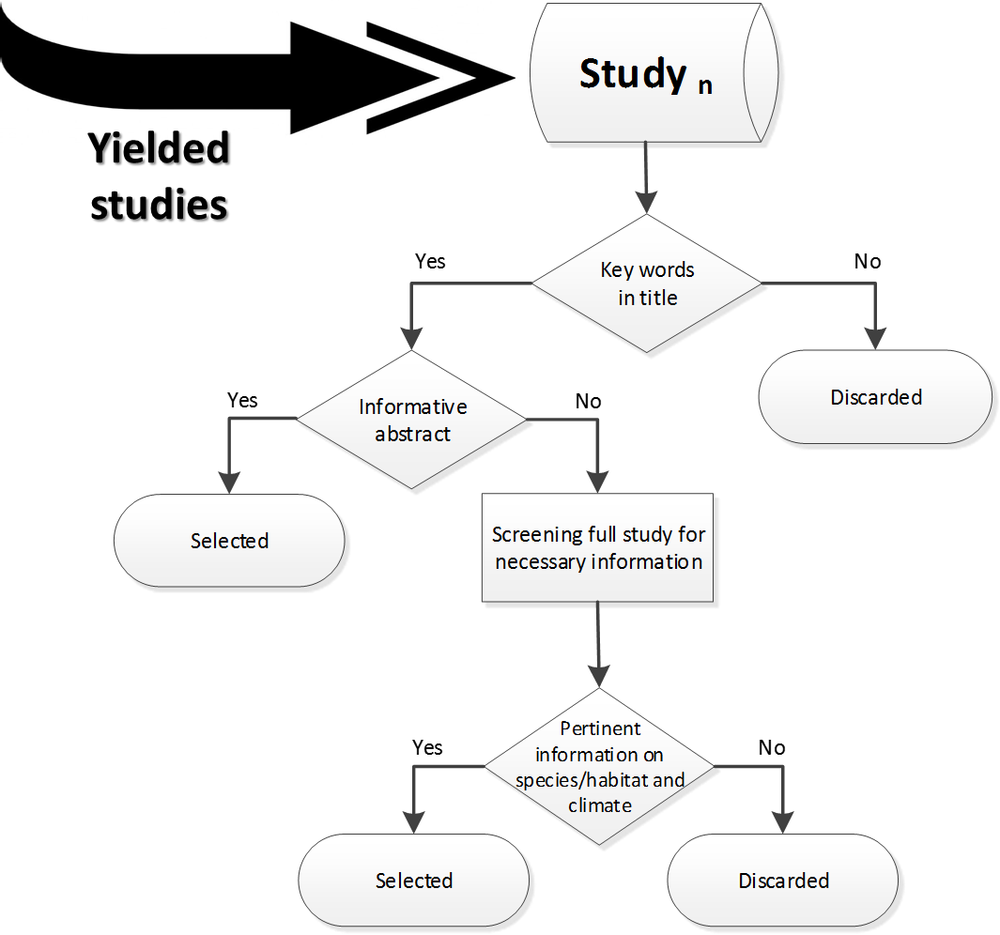 Study n
Yielded
studies
Yes
No
Key words
in title
Discarded
Yes
No
Informative
abstract
Selected
Screening full study for
necessary information
Yes
No
Pertinent
information on
species/habitat and
climate
Selected
Discarded